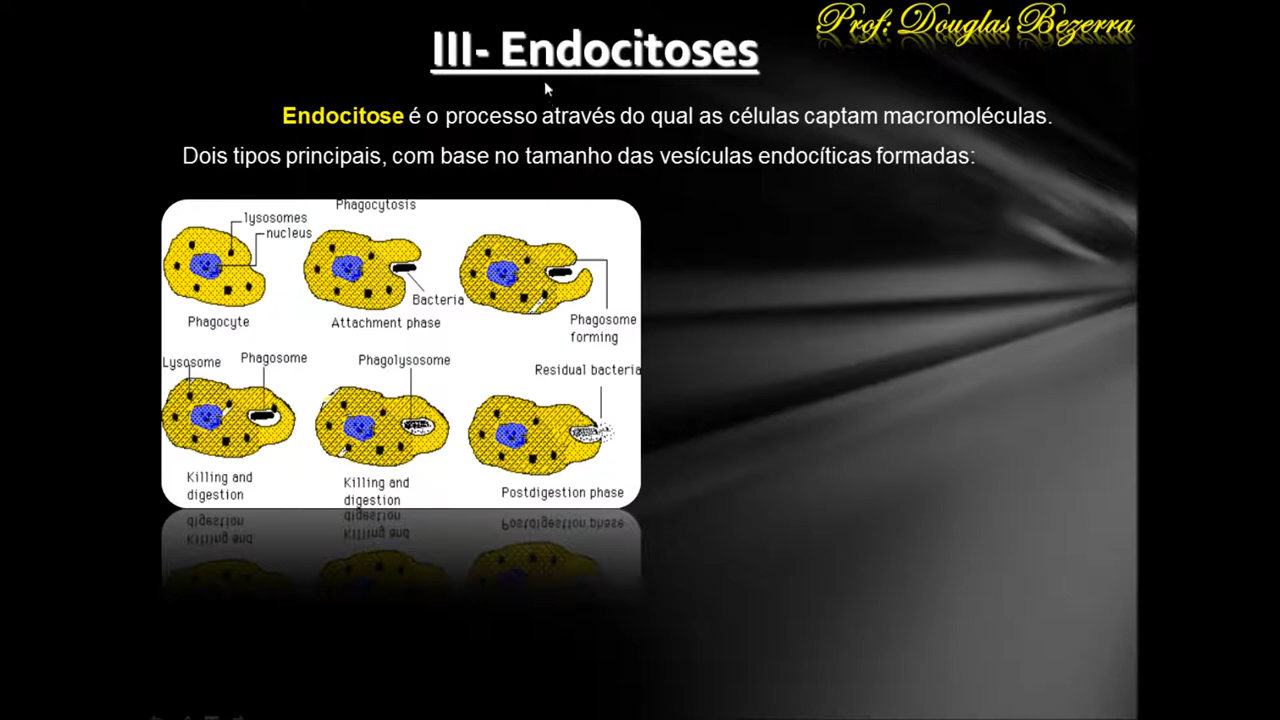 Prof: Douglas Bezerra
III- Endocitoses
Endocitose é o processo através do qual as células captam macromoléculas.
Dois tipos principais, com base no tamanho das vesículas endocíticas formadas:
Phagocytosis
lysosomes
nucleus
Bacteria
Phagocyte
Attachment phase
Phagosome
forming
Lysosome
Phagosome
Phagolysosome
Residual bacteria
Killing and
digestion
Killing and
digestion
Postdigestion phase